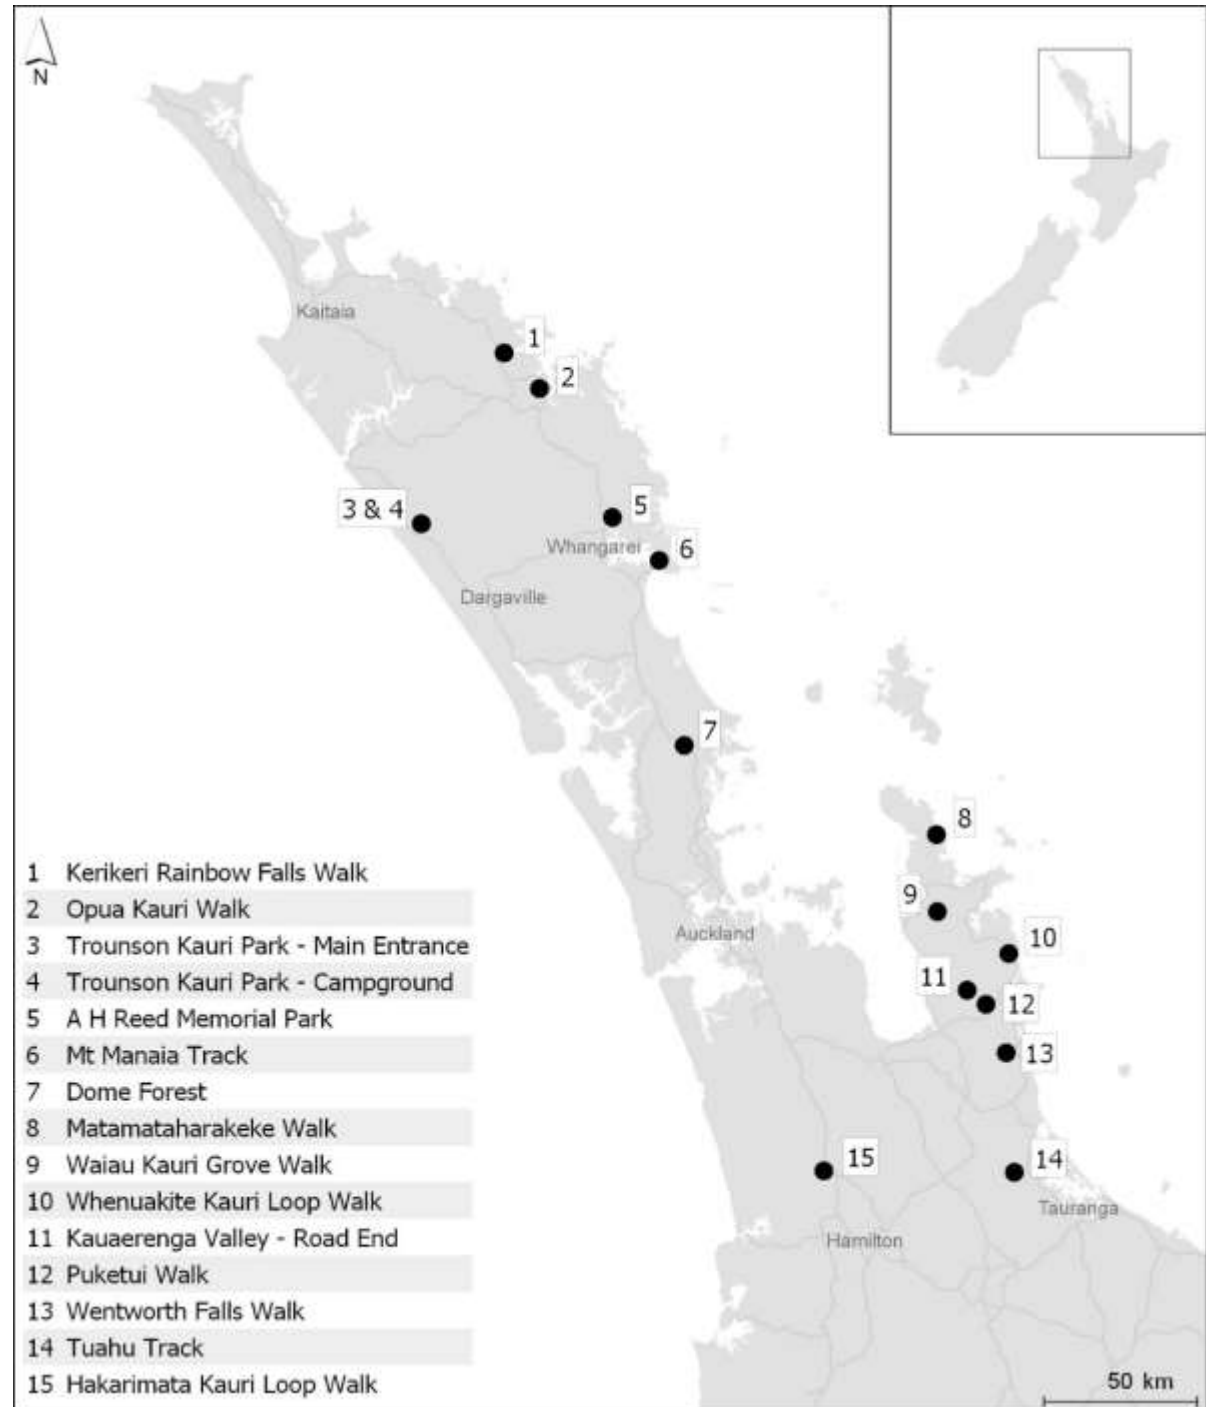 N
Kaitaia
1
2
3 & 4
5
Whangarei
6
Dargaville
7
8
9
Auckland
10
11
12
13
15
14
Tauranga
Hamilton
1 Kerikeri Rainbow Falls Walk
2 Opua Kauri Walk
3 Trounson Kauri Park - Main Entrance
4 Trounson Kauri Park - Campground
5 A H Reed Memorial Park
6 Mt Manaia Track
7 Dome Forest
8 Matamataharakeke Walk
9 Waiau Kauri Grove Walk
10 Whenuakite Kauri Loop Walk
11 Kauaerenga Valley - Road End
12 Puketui Walk
13 Wentworth Falls Walk
14 Tuahu Track
15 Hakarimata Kauri Loop Walk
50 km